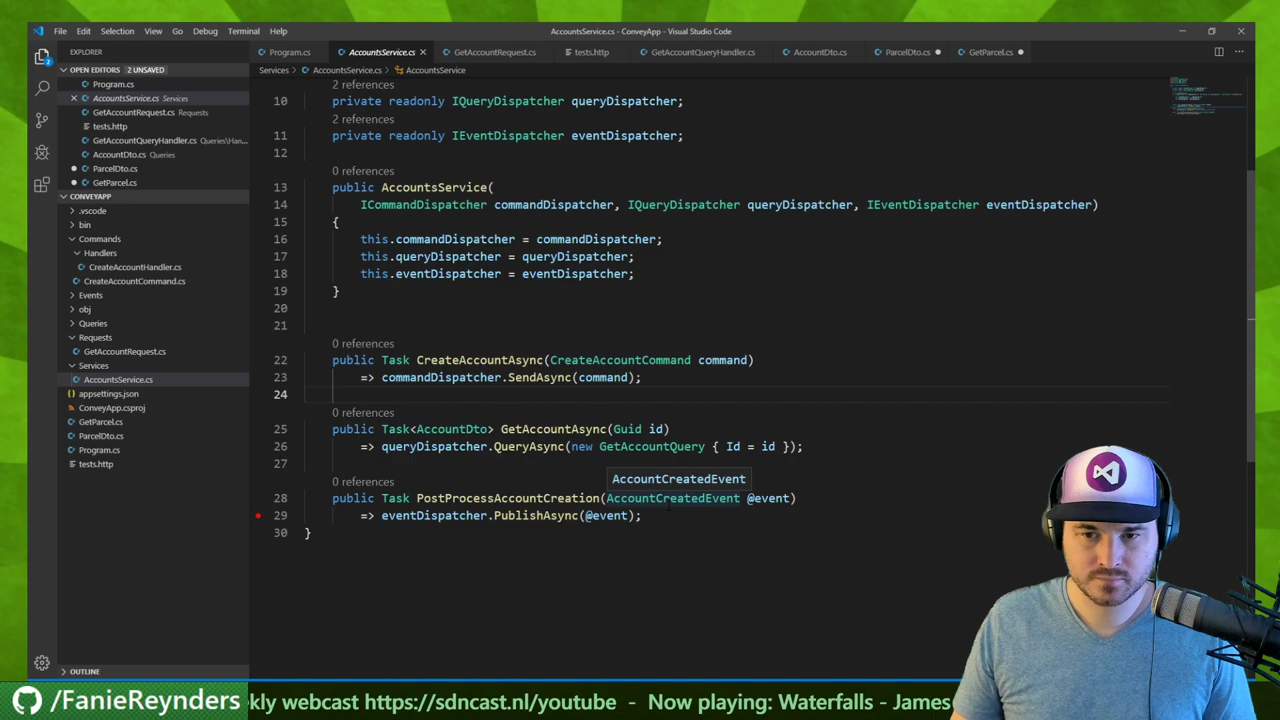 File Edit Selection View Go Debug Terminal Help
AccountsService.cs - ConveyApp - Visual Studio Code
EXPLORER
Program.cs AccountsService.cs GetAccountRequest.cs tests.http GetAccountQueryHandler.cs AccountDto.cs ParcelDto.cs GetParcel.cs
Services > AccountsService.cs > AccountsService
OPEN EDITORS 2 UNSAVED
Program.cs
AccountsService.cs Services
GetAccountRequest.cs Requests
tests.http
GetAccountQueryHandler.cs Queries\Han...
AccountDto.cs Queries
ParcelDto.cs
GetParcel.cs
CONVEYAPP
.vscode
bin
Commands
Handlers
CreateAccountHandler.cs
CreateAccountCommand.cs
Events
obj
Queries
Requests
GetAccountRequest.cs
Services
AccountsService.cs
appsettings.json
ConveyApp.csproj
GetParcel.cs
ParcelDto.cs
Program.cs
tests.http
OUTLINE
2 references
10 private readonly IQueryDispatcher queryDispatcher;
2 references
11 private readonly IEventDispatcher eventDispatcher;
12
0 references
13 public AccountsService(
14 ICommandDispatcher commandDispatcher, IQueryDispatcher queryDispatcher, IEventDispatcher eventDispatcher)
15 {
16 this.commandDispatcher = commandDispatcher;
17 this.queryDispatcher = queryDispatcher;
18 this.eventDispatcher = eventDispatcher;
19 }
20
21
0 references
22 public Task CreateAccountAsync(CreateAccountCommand command)
23 => commandDispatcher.SendAsync(command);
24
0 references
25 public Task<AccountDto> GetAccountAsync(Guid id)
26 => queryDispatcher.QueryAsync(new GetAccountQuery { Id = id });
27
AccountCreatedEvent
0 references
28 public Task PostProcessAccountCreation(AccountCreatedEvent @event)
29 => eventDispatcher.PublishAsync(@event);
30 }
/FanieReynders
kly webcast https://sdncast.nl/youtube - Now playing: Waterfalls - James